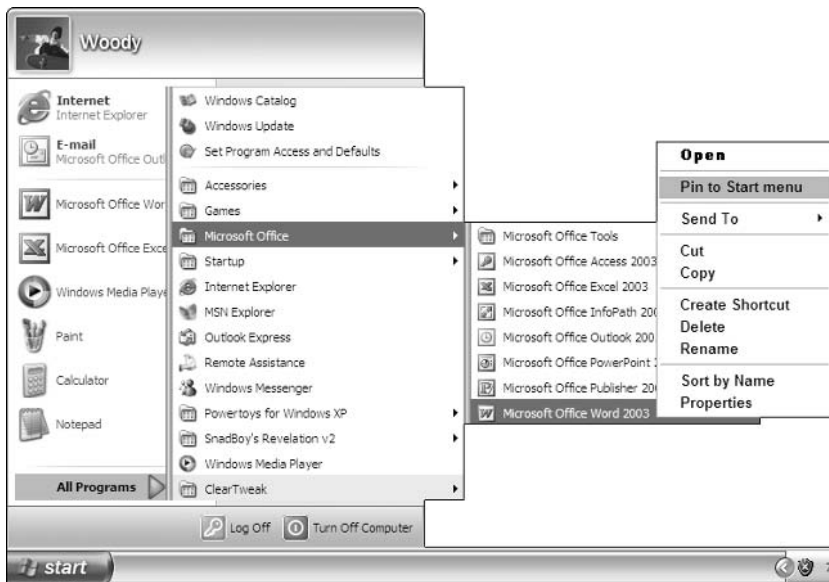 Woody
Internet
Internet Explorer
E-mail
Microsoft Office Outl
Microsoft Office Wor
Microsoft Office Exce
Windows Media Playe
Paint
Calculator
Notepad
All Programs
Windows Catalog
Windows Update
Set Program Access and Defaults
Accessories
Games
Microsoft Office
Startup
Internet Explorer
MSN Explorer
Outlook Express
Remote Assistance
Windows Messenger
Powertoys for Windows XP
SnadBoy's Revelation v2
Windows Media Player
ClearTweak
Microsoft Office Tools
Microsoft Office Access 2003
Microsoft Office Excel 2003
Microsoft Office InfoPath 200
Microsoft Office Outlook 200
Microsoft Office PowerPoint
Microsoft Office Publisher 200
Microsoft Office Word 2003
Open
Pin to Start menu
Send To
Cut
Copy
Create Shortcut
Delete
Rename
Sort by Name
Properties
Log Off
Turn Off Computer
start